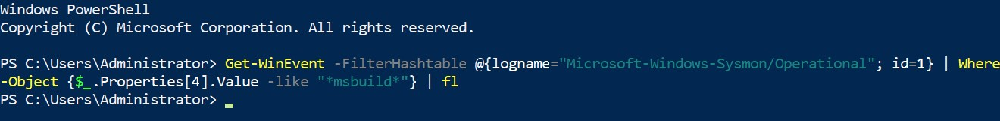 Windows PowerShell
Copyright (C) Microsoft Corporation. All rights reserved.
PS C:\Users\Administrator> Get-WinEvent -FilterHashtable @{logname="Microsoft-Windows-Sysmon/Operational"; id=1} | Where
-Object {$_.Properties[4].Value -like "*msbuild*"} | fl
PS C:\Users\Administrator>